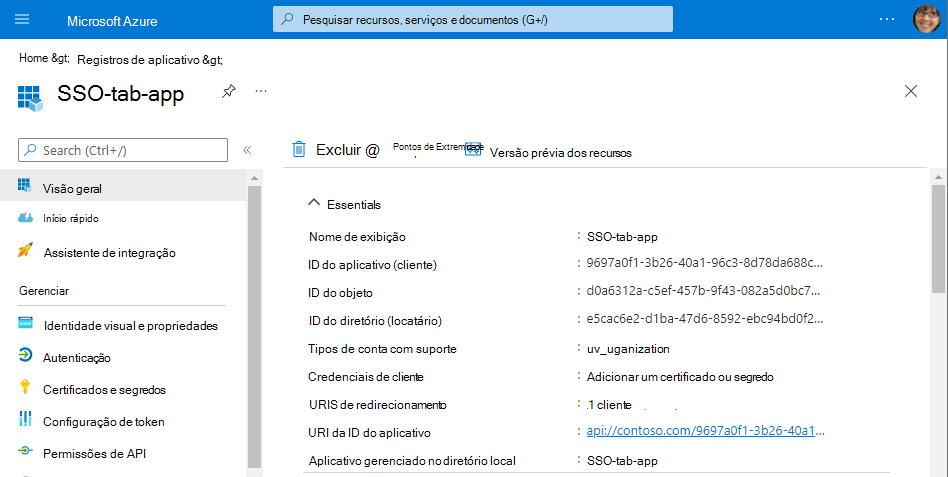 Microsoft Azure
Pesquisar recursos, serviços e documentos (G+/)
Home &gt; Registros de aplicativo &gt;
SSO-tab-app
Search (Ctrl+/)
Excluir @ Pontos de Extremidade Versão prévia dos recursos
Visão geral
Início rápido
Assistente de integração
Gerenciar
Identidade visual e propriedades
Autenticação
Certificados e segredos
Configuração de token
Permissões de API
Essentials
Nome de exibição : SSO-tab-app
ID do aplicativo (cliente) : 9697a0f1-3b26-40a1-96c3-8d78da688c...
ID do objeto : d0a6312a-c5ef-457b-9f43-082a5d0bc7...
ID do diretório (locatário) : e5cac6e2-d1ba-47d6-8592-ebc94bd0f2...
Tipos de conta com suporte : uv_uganization
Credenciais de cliente : Adicionar um certificado ou segredo
URIS de redirecionamento : .1 cliente
URI da ID do aplicativo : api://contoso.com/9697a0f1-3b26-40a1...
Aplicativo gerenciado no diretório local : SSO-tab-app